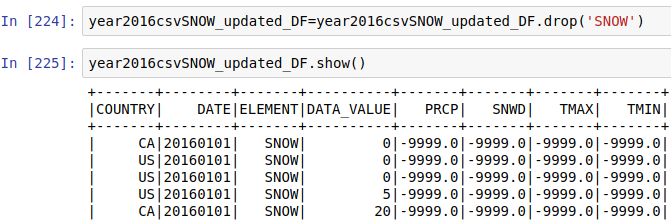 In [224]: year2016csvSNOW_updated_DF=year2016csvSNOW_updated_DF.drop('SNOW')
In [225]: year2016csvSNOW_updated_DF.show()
+-------+--------+-------+----------+-------+-------+-------+-------+
|COUNTRY|    DATE|ELEMENT|DATA_VALUE|   PRCP|   SNWD|   TMAX|   TMIN|
+-------+--------+-------+----------+-------+-------+-------+-------+
|     CA|20160101|   SNOW|         0|-9999.0|-9999.0|-9999.0|-9999.0|
|     US|20160101|   SNOW|         0|-9999.0|-9999.0|-9999.0|-9999.0|
|     US|20160101|   SNOW|         0|-9999.0|-9999.0|-9999.0|-9999.0|
|     US|20160101|   SNOW|         5|-9999.0|-9999.0|-9999.0|-9999.0|
|     CA|20160101|   SNOW|        20|-9999.0|-9999.0|-9999.0|-9999.0|